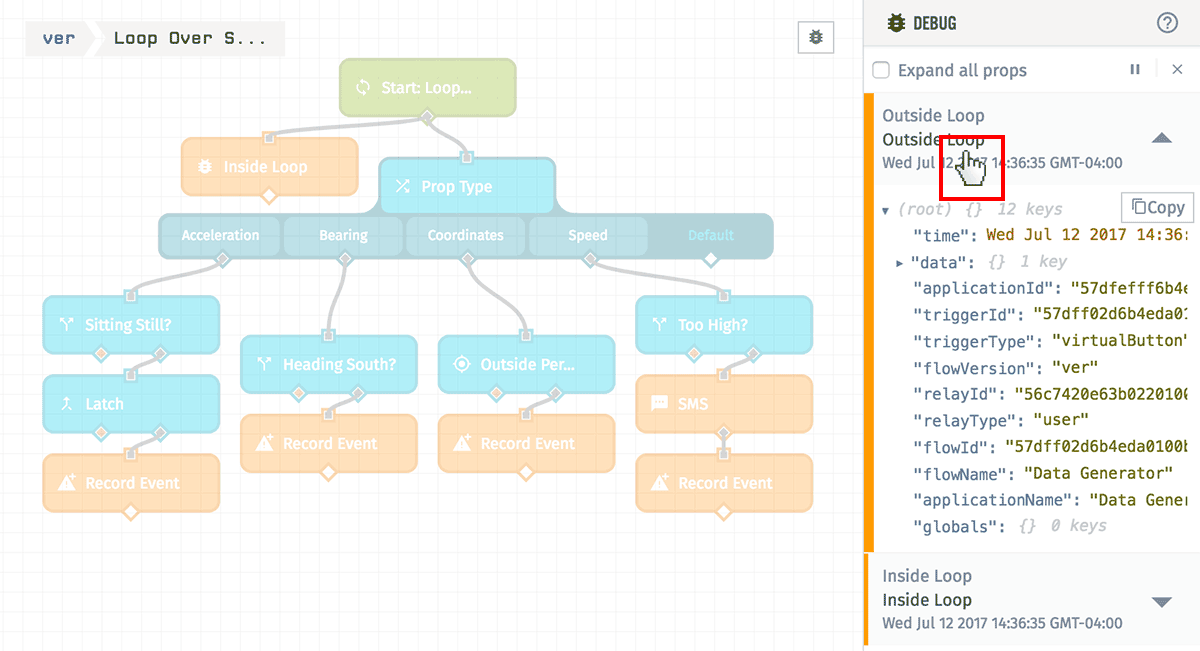 ver
Loop Over S...
Start: Loop...
Inside Loop
Prop Type
Acceleration
Bearing
Coordinates
Speed
Default
Sitting Still?
Too High?
Heading South?
Outside Per...
Latch
SMS
Record Event
Record Event
Record Event
Record Event
DEBUG
Expand all props
Outside Loop
Outside Loop
Wed Jul 12 2017 14:36:35 GMT-04:00
Copy
(root) {} 12 keys
"time": Wed Jul 12 2017 14:36:
"data": {} 1 key
"applicationId": "57dfefff6b4e
"triggerId": "57dff02d6b4eda01
"triggerType": "virtualButton"
"flowVersion": "ver"
"relayId": "56c7420e63b0220100
"relayType": "user"
"flowId": "57dff02d6b4eda0100b
"flowName": "Data Generator"
"applicationName": "Data Gener
"globals": {} 0 keys
Inside Loop
Inside Loop
Wed Jul 12 2017 14:36:35 GMT-04:00